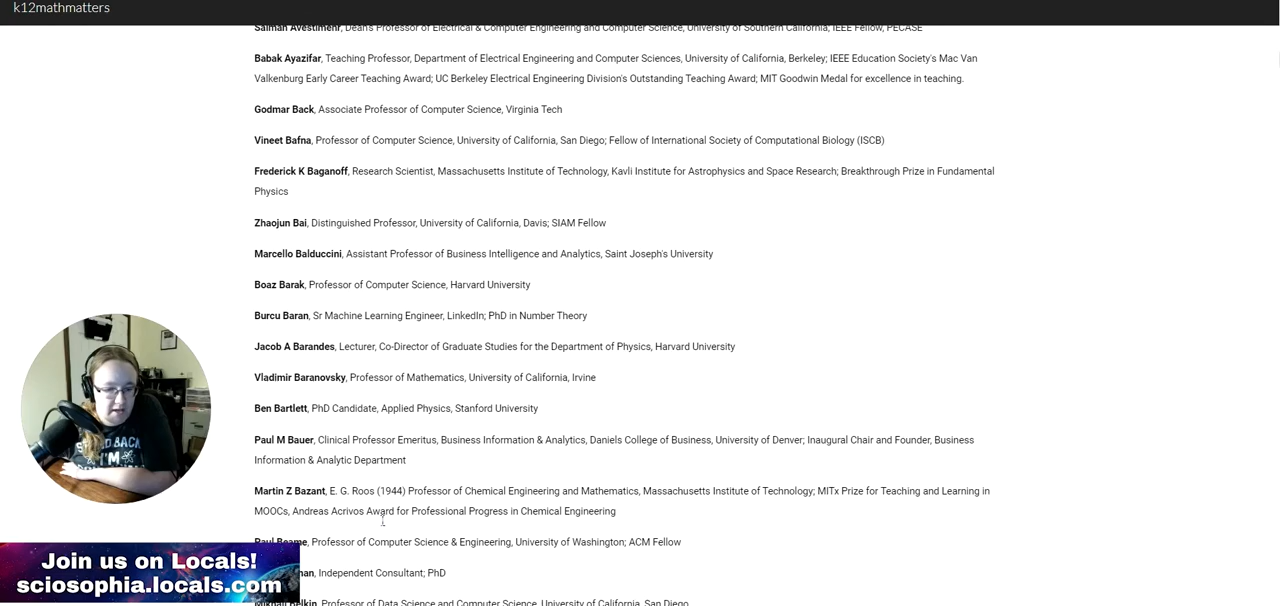 k12mathmatters
Salman Avestimehr, Dean's Professor of Electrical & Computer Engineering and Computer Science, University of Southern California; IEEE Fellow, PECASE
Babak Ayazifar, Teaching Professor, Department of Electrical Engineering and Computer Sciences, University of California, Berkeley; IEEE Education Society's Mac Van
Valkenburg Early Career Teaching Award; UC Berkeley Electrical Engineering Division's Outstanding Teaching Award; MIT Goodwin Medal for excellence in teaching.
Godmar Back, Associate Professor of Computer Science, Virginia Tech
Vineet Bafna, Professor of Computer Science, University of California, San Diego; Fellow of International Society of Computational Biology (ISCB)
Frederick K Baganoff, Research Scientist, Massachusetts Institute of Technology, Kavli Institute for Astrophysics and Space Research; Breakthrough Prize in Fundamental
Physics
Zhaojun Bai, Distinguished Professor, University of California, Davis; SIAM Fellow
Marcello Balduccini, Assistant Professor of Business Intelligence and Analytics, Saint Joseph's University
Boaz Barak, Professor of Computer Science, Harvard University
Burcu Baran, Sr Machine Learning Engineer, LinkedIn; PhD in Number Theory
Jacob A Barandes, Lecturer, Co-Director of Graduate Studies for the Department of Physics, Harvard University
Vladimir Baranovsky, Professor of Mathematics, University of California, Irvine
Ben Bartlett, PhD Candidate, Applied Physics, Stanford University
Paul M Bauer, Clinical Professor Emeritus, Business Information & Analytics, Daniels College of Business, University of Denver; Inaugural Chair and Founder, Business
Information & Analytic Department
Martin Z Bazant, E. G. Roos (1944) Professor of Chemical Engineering and Mathematics, Massachusetts Institute of Technology; MITx Prize for Teaching and Learning in
MOOCs, Andreas Acrivos Award for Professional Progress in Chemical Engineering
Paul Beame, Professor of Computer Science & Engineering, University of Washington; ACM Fellow
Independent Consultant; PhD
Mikhail Belkin, Professor of Data Science and Computer Science, University of California, San Diego
BACK
I'M
Join us on Locals!
sciosophia.locals.com